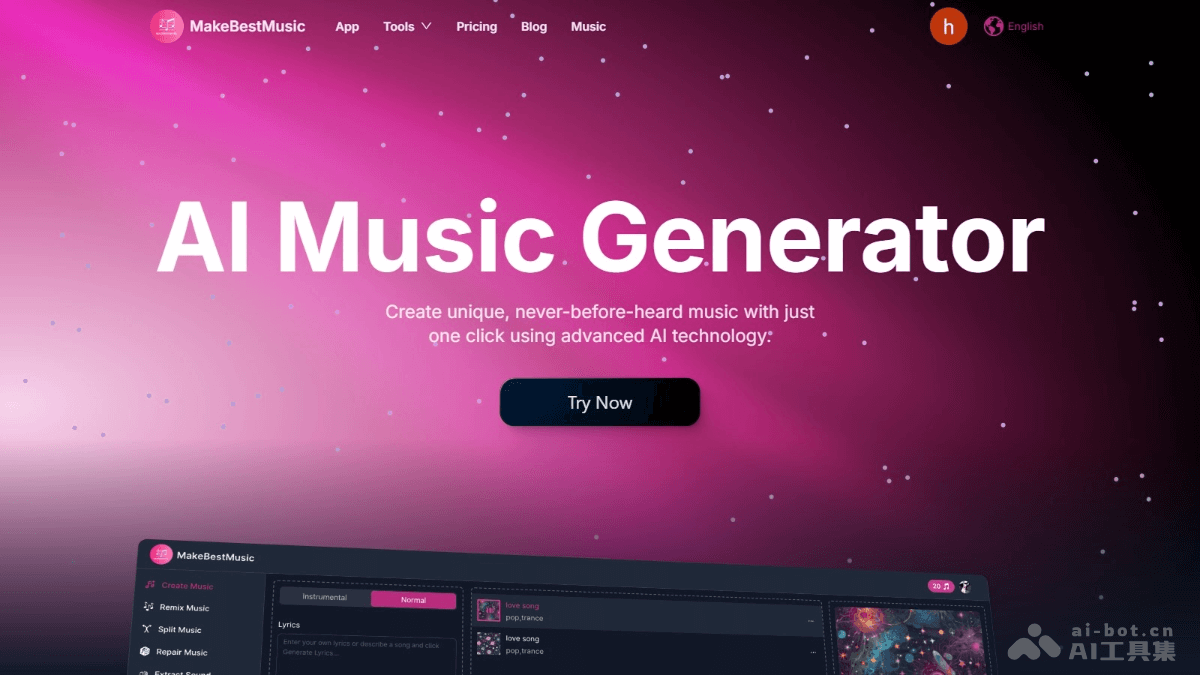 MakeBestMusic
App
Tools
Pricing
Blog
Music
h
English
AI Music Generator
Create unique, never-before-heard music with just
one click using advanced AI technology.
Try Now
MakeBestMusic
20
Create Music
Remix Music
Split Music
Repair Music
Extract Sound
Instrumental
Normal
Lyrics
Enter your own lyrics or describe a song and click
Generate Lyrics...
love song
pop,trance
...
love song
pop,trance
...
ai-bot.cn
AI工具集